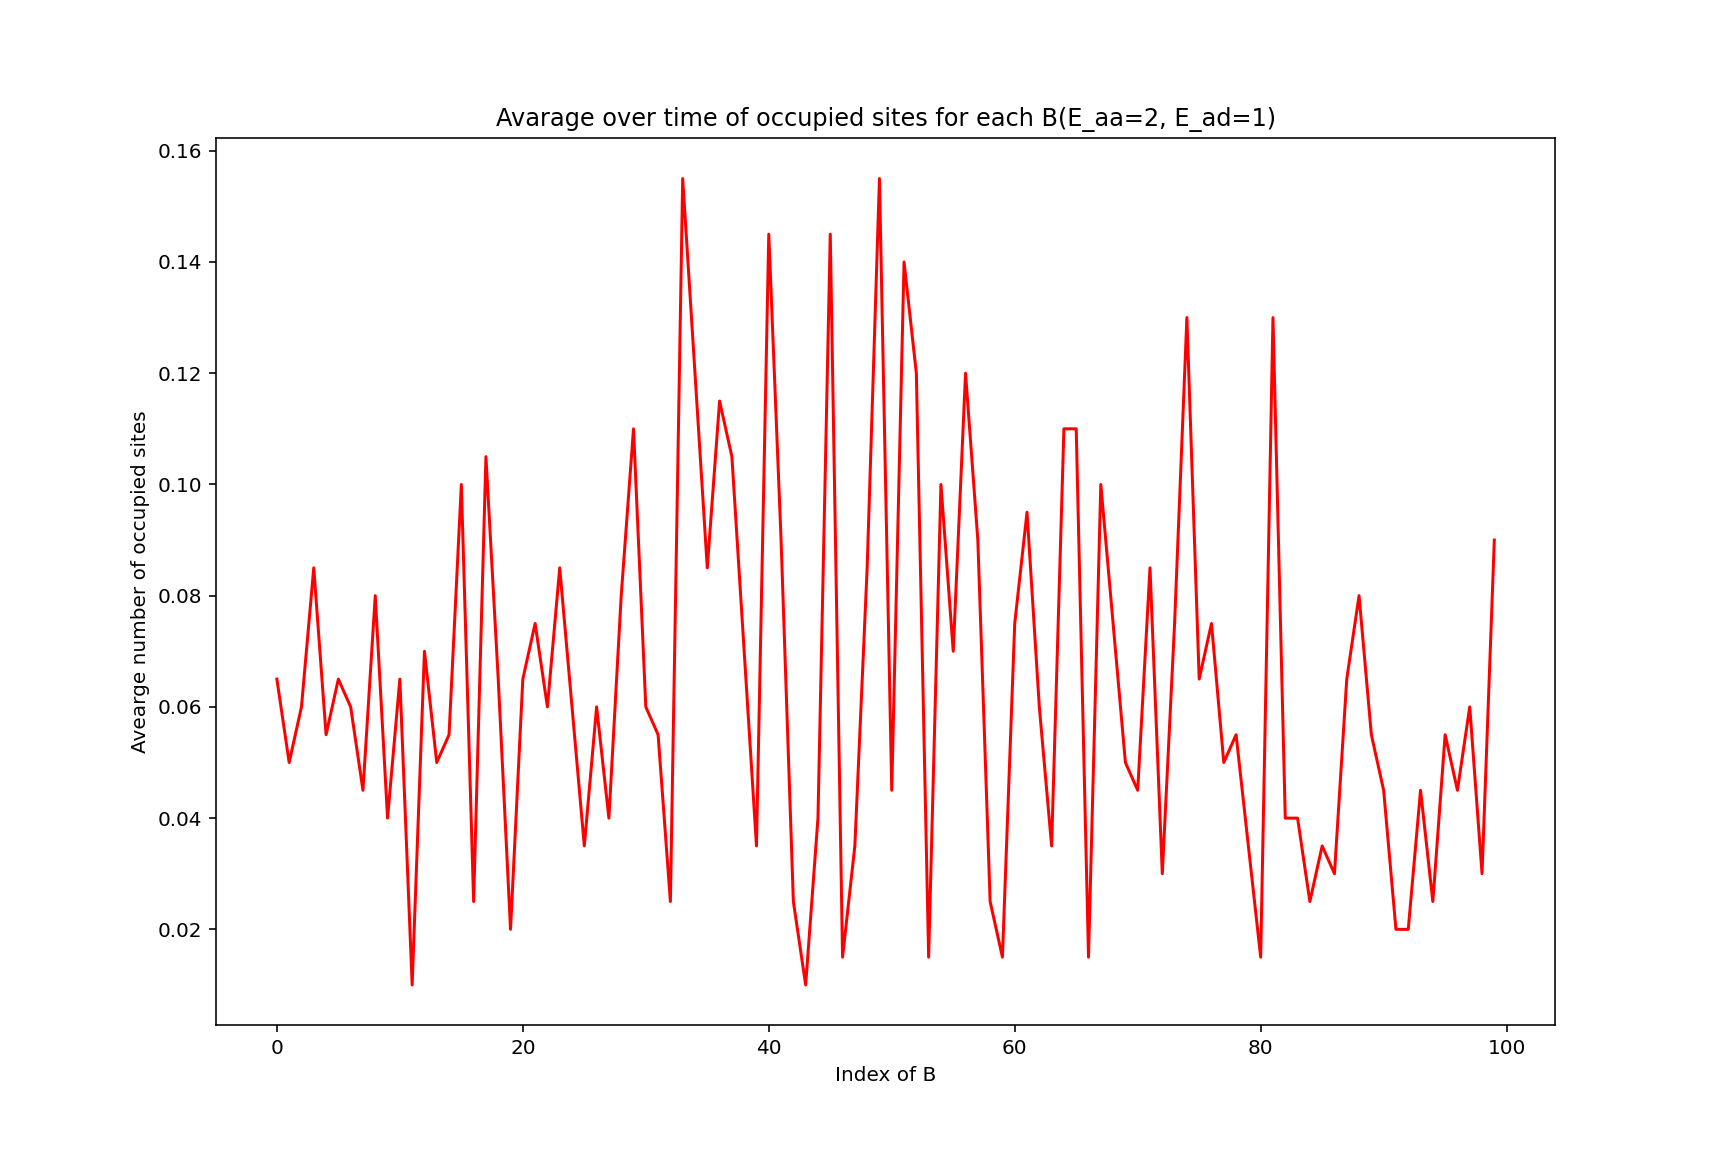 Avarage over time of occupied sites for each B(E_aa=2, E_ad=1)
0.16
0.14
0.12
0.10
0.08
0.06
0.04
0.02
Avearge number of occupied sites
0 20 40 60 80 100
Index of B